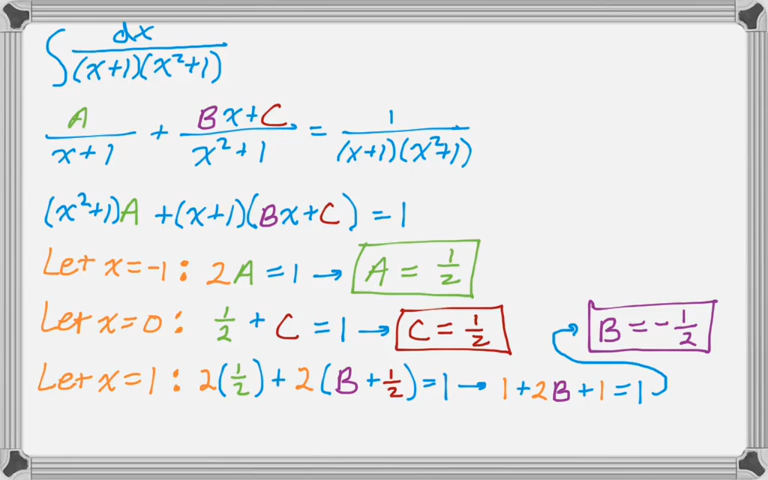 ∫ dx / (x+1)(x²+1)
A / x+1 + Bx+C / x²+1 = 1 / (x+1)(x²+1)
(x²+1)A + (x+1)(Bx+C) = 1
Let x=-1: 2A = 1 → A = 1/2
Let x=0: 1/2 + C = 1 → C = 1/2
B = -1/2
Let x=1: 2(1/2) + 2(B + 1/2) = 1 → 1+2B+1=1